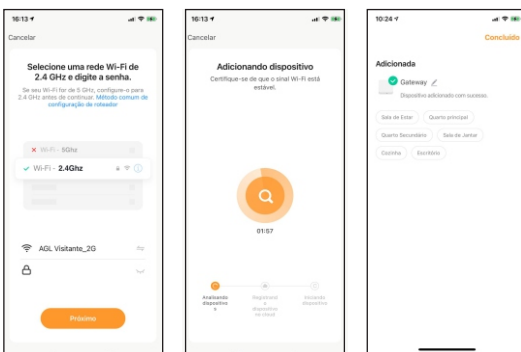 16:13
Cancelar
Selecione uma rede Wi-Fi de
2.4 GHz e digite a senha.
Se seu Wi-Fi for de 5 GHz, configure-o para
2.4 GHz antes de continuar. Método comum de
configuração de roteador
Wi-Fi - 5Ghz
Wi-Fi - 2.4Ghz
AGL Visitante_2G
Próximo
16:13
Cancelar
Adicionando dispositivo
Certifique-se de que o sinal Wi-Fi está
estável.
01:57
Analisando
dispositivo
s
Registrand
o
dispositivo
na cloud
Iniciando
dispositivo
10:24
Concluído
Adicionada
Gateway
Dispositivo adicionado com sucesso.
Sala de Estar
Quarto principal
Quarto Secundário
Sala de Jantar
Cozinha
Escritório